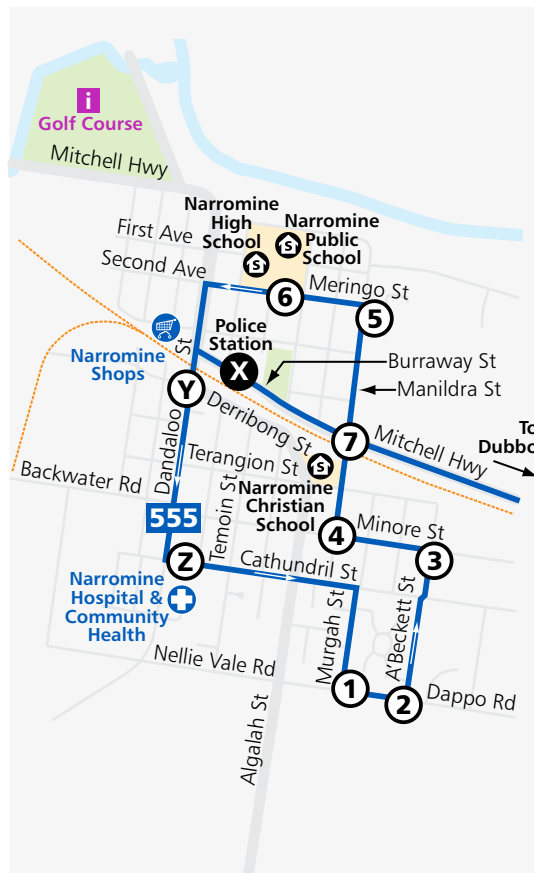 i
Golf Course
Mitchell Hwy
Narromine
High
School
S
Narromine
Public
School
S
First Ave
Second Ave
Meringo St
6
5
Police
Station
X
Narromine
Shops
Burraway St
Manildra St
Y
Dandaloo St
Derribong St
7
Mitchell Hwy
To
Dubbo
Terangion St
S
Narromine
Christian
School
Backwater Rd
555
Temoin St
4
Minore St
3
Z
Cathundril St
Narromine
Hospital &
Community
Health
Murgah St
A'Beckett St
Nellie Vale Rd
1
2
Dappo Rd
Algalah St